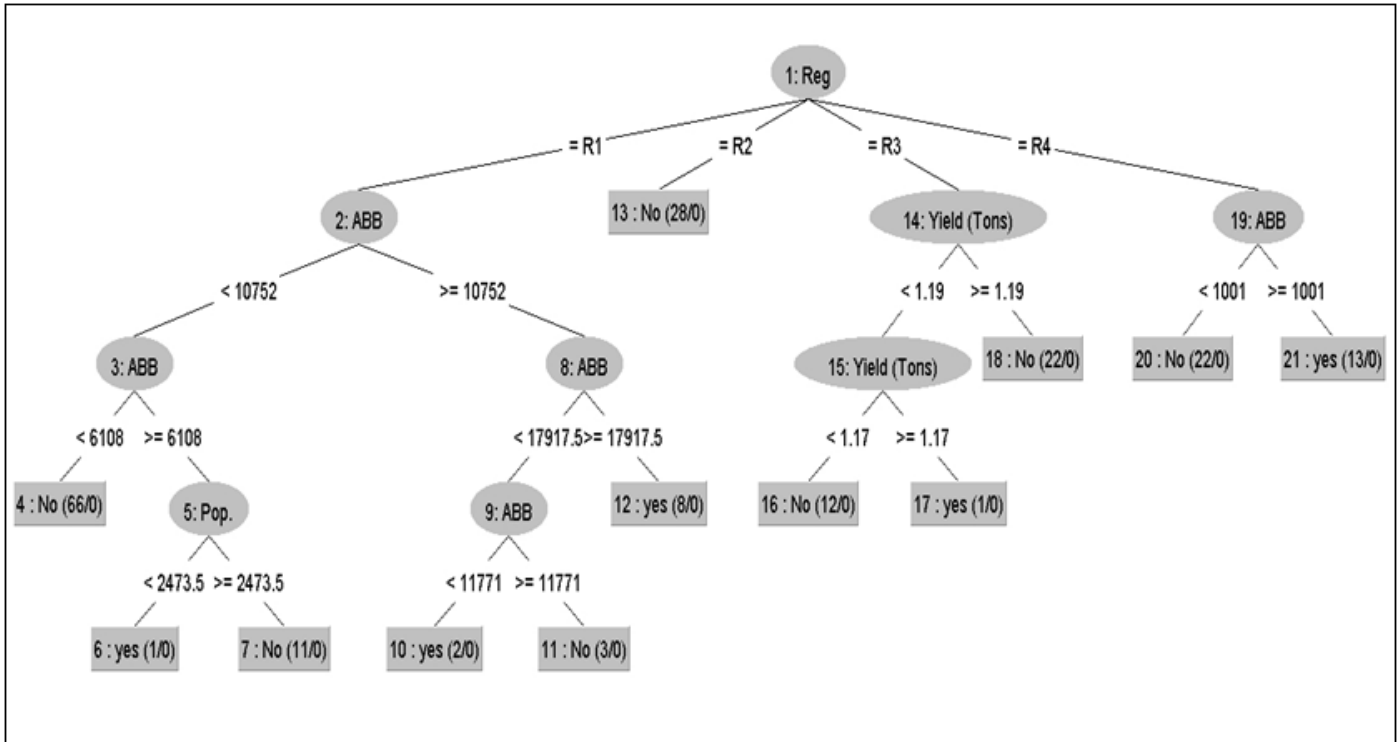 1: Reg
= R1
= R2
= R3
= R4
2: ABB
13 : No (28/0)
14: Yield (Tons)
19: ABB
< 10752
>= 10752
< 1.19
>= 1.19
< 1001
>= 1001
3: ABB
8: ABB
15: Yield (Tons)
18 : No (22/0)
20 : No (22/0)
21 : yes (13/0)
< 6108
>= 6108
< 17917.5
>= 17917.5
< 1.17
>= 1.17
4 : No (66/0)
5: Pop.
9: ABB
12 : yes (8/0)
16 : No (12/0)
17 : yes (1/0)
< 2473.5
>= 2473.5
< 11771
>= 11771
6 : yes (1/0)
7 : No (11/0)
10 : yes (2/0)
11 : No (3/0)